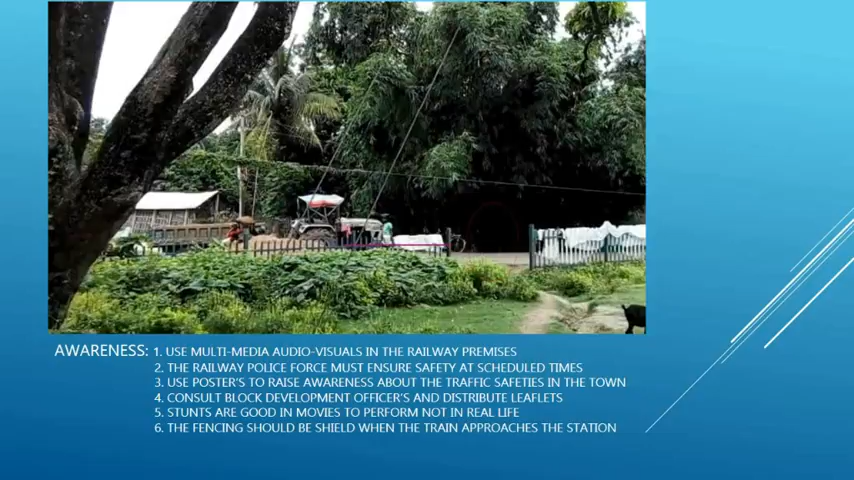 AWARENESS: 1. USE MULTI-MEDIA AUDIO-VISUALS IN THE RAILWAY PREMISES
2. THE RAILWAY POLICE FORCE MUST ENSURE SAFETY AT SCHEDULED TIMES
3. USE POSTER'S TO RAISE AWARENESS ABOUT THE TRAFFIC SAFETIES IN THE TOWN
4. CONSULT BLOCK DEVELOPMENT OFFICER'S AND DISTRIBUTE LEAFLETS
5. STUNTS ARE GOOD IN MOVIES TO PERFORM NOT IN REAL LIFE
6. THE FENCING SHOULD BE SHIELD WHEN THE TRAIN APPROACHES THE STATION